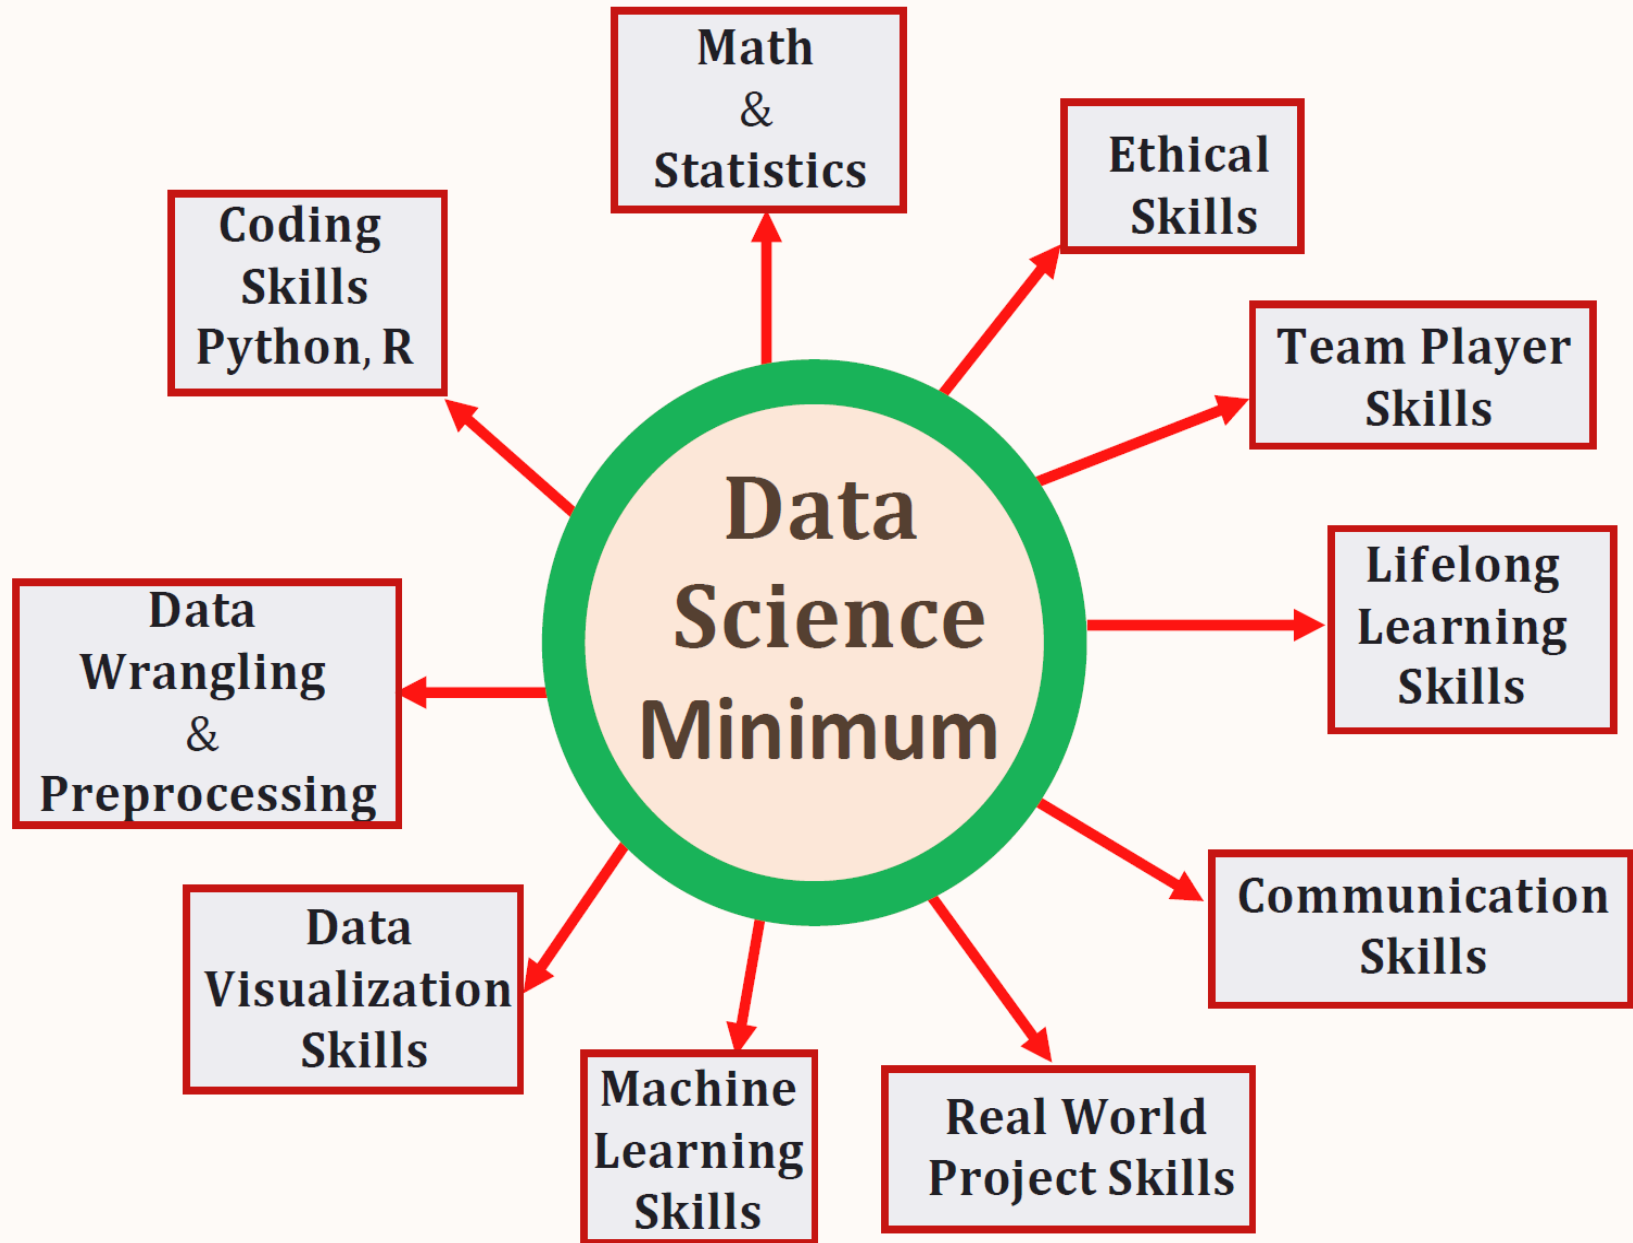 Math
&
Statistics
Ethical
Skills
Team Player
Skills
Lifelong
Learning
Skills
Communication
Skills
Real World
Project Skills
Machine
Learning
Skills
Data
Visualization
Skills
Data
Wrangling
&
Preprocessing
Coding
Skills
Python, R
Data
Science
Minimum